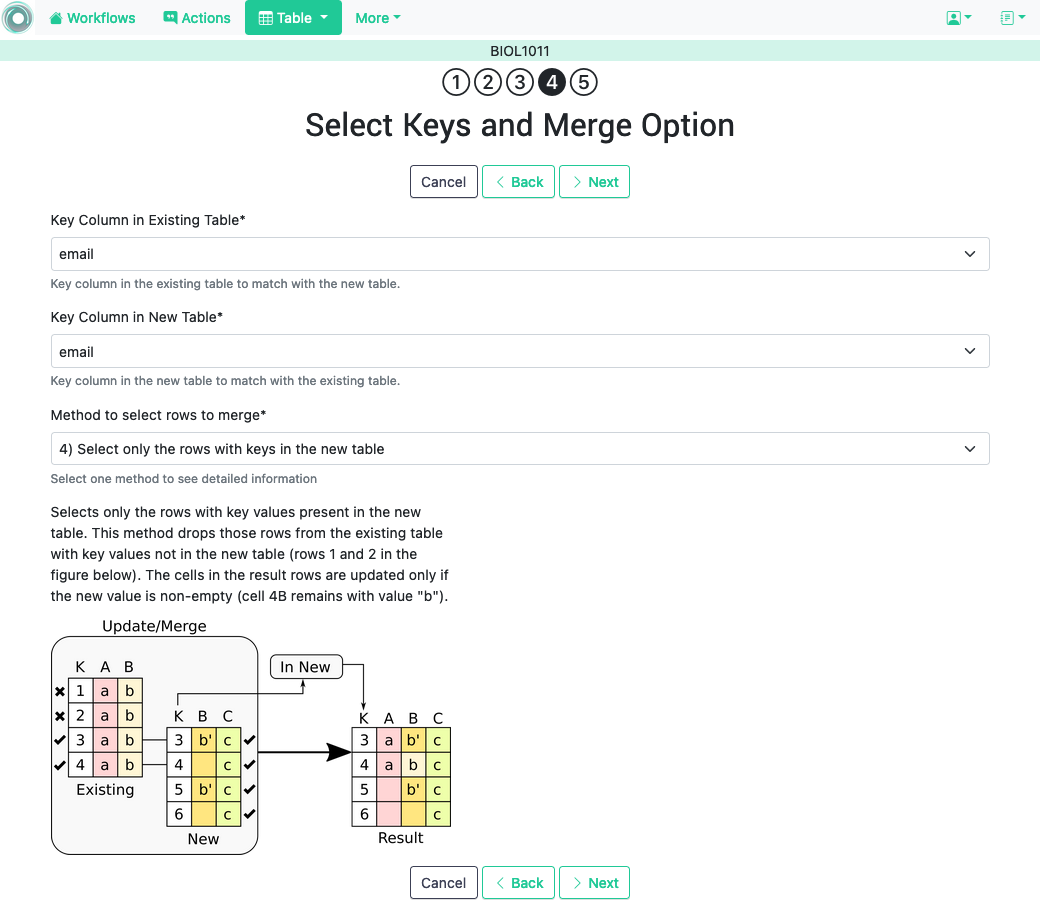 Workflows Actions Table More
BIOL1011
1 2 3 4 5
Select Keys and Merge Option
Cancel Back Next
Key Column in Existing Table*
email
Key column in the existing table to match with the new table.
Key Column in New Table*
email
Key column in the new table to match with the existing table.
Method to select rows to merge*
4) Select only the rows with keys in the new table
Select one method to see detailed information
Selects only the rows with key values present in the new
table. This method drops those rows from the existing table
with key values not in the new table (rows 1 and 2 in the
figure below). The cells in the result rows are updated only if
the new value is non-empty (cell 4B remains with value "b").
Update/Merge
K A B
1 a b
2 a b
3 a b
4 a b
Existing
K B C
3 b' c
4 c
5 b' c
6 c
New
In New
K A B C
3 a b' c
4 a b c
5 b' c
6 c
Result
Cancel Back Next